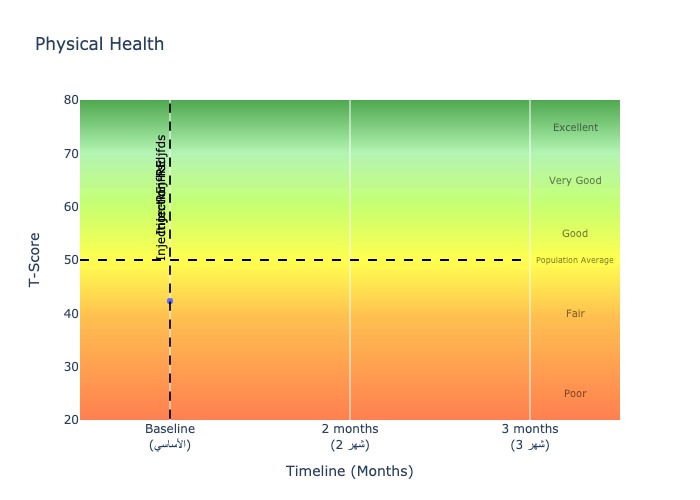 Physical Health
80
70
60
50
40
30
20
T-Score
Excellent
Very Good
Good
Population Average
Fair
Poor
Baseline
(الأساسي)
2 months
(2 شهر)
3 months
(3 شهر)
Timeline (Months)